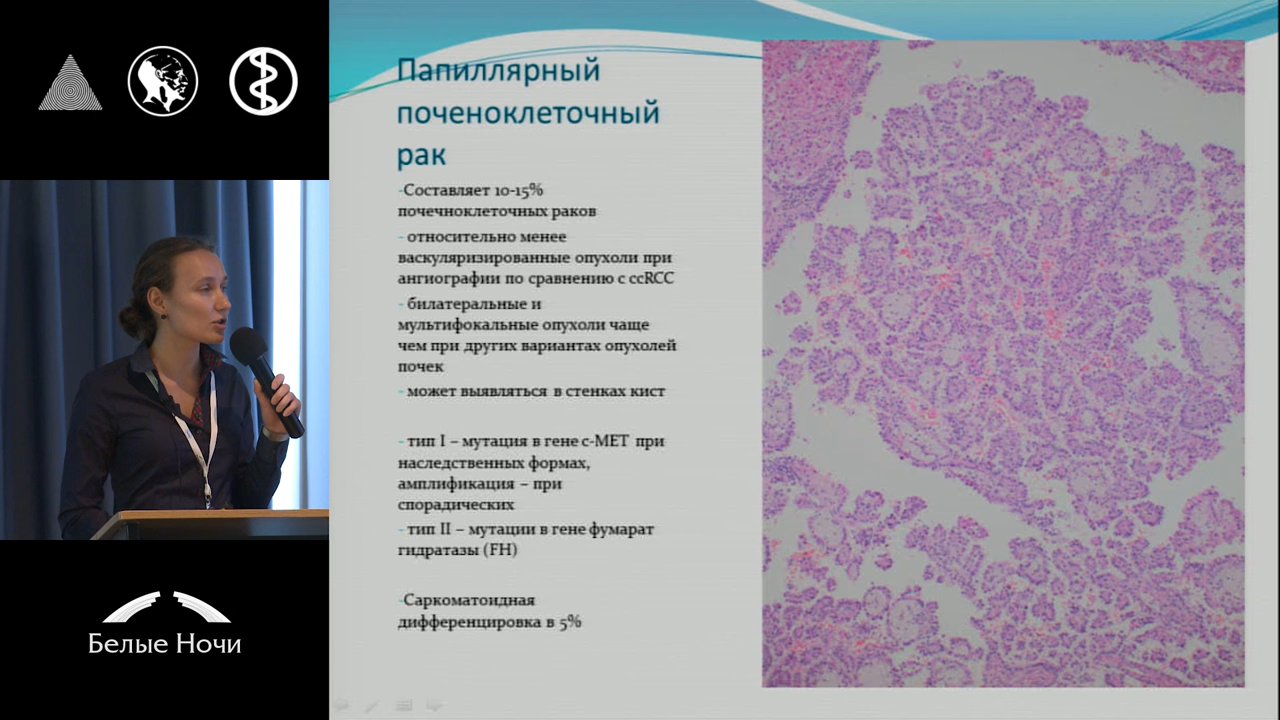 Папиллярный
поченоклеточный
рак
-Составляет 10-15%
почечноклеточных раков
- относительно менее
васкуляризированные опухоли при
ангиографии по сравнению с ccRCC
- билатеральные и
мультифокальные опухоли чаще
чем при других вариантах опухолей
почек
- может выявляться в стенках кист
- тип I – мутация в гене c-MET при
наследственных формах,
амплификация – при
спорадических
- тип II – мутации в гене фумарат
гидратазы (FH)
-Саркоматоидная
дифференцировка в 5%
Белые Ночи